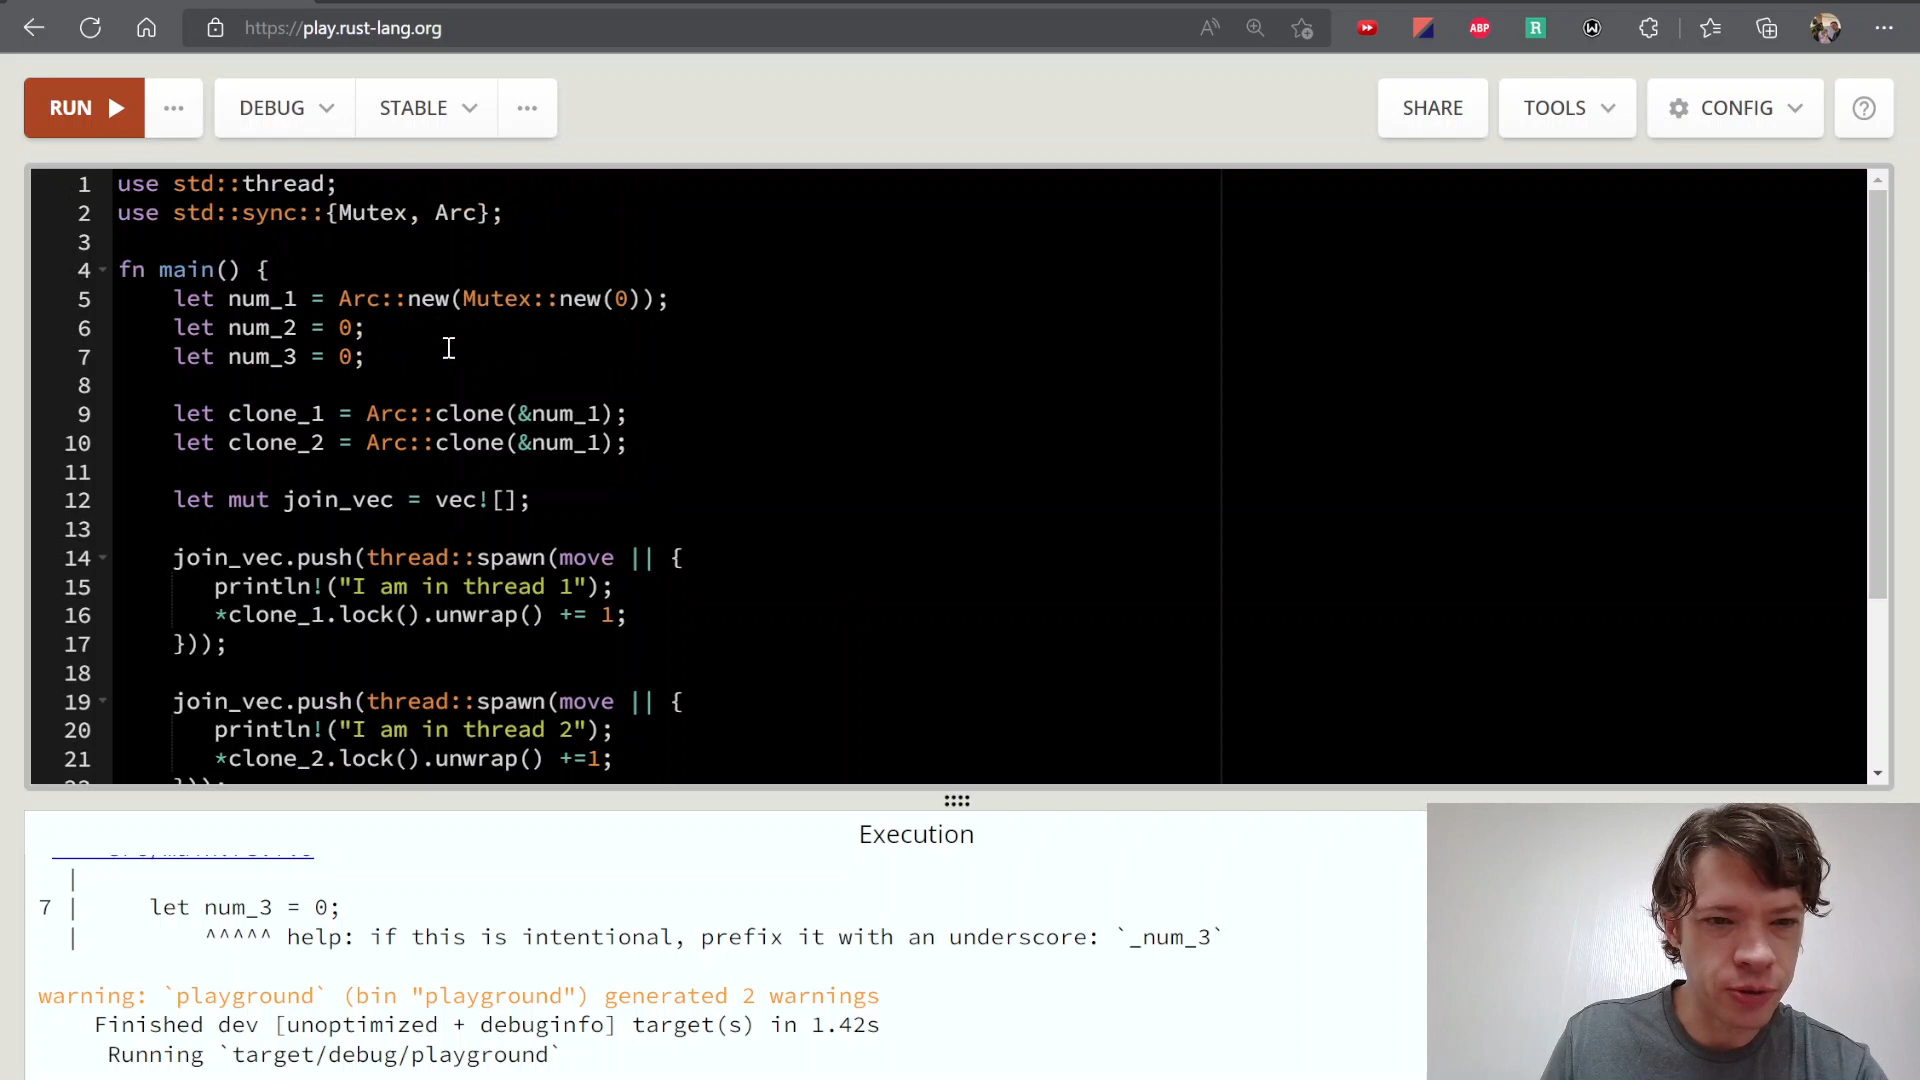 https://play.rust-lang.org
ABP
R
RUN
DEBUG
STABLE
SHARE
TOOLS
CONFIG
1 use std::thread;
2 use std::sync::{Mutex, Arc};
3
4 fn main() {
5 let num_1 = Arc::new(Mutex::new(0));
6 let num_2 = 0;
7 let num_3 = 0;
8
9 let clone_1 = Arc::clone(&num_1);
10 let clone_2 = Arc::clone(&num_1);
11
12 let mut join_vec = vec![];
13
14 join_vec.push(thread::spawn(move || {
15 println!("I am in thread 1");
16 *clone_1.lock().unwrap() += 1;
17 }));
18
19 join_vec.push(thread::spawn(move || {
20 println!("I am in thread 2");
21 *clone_2.lock().unwrap() +=1;
Execution
|
7 | let num_3 = 0;
| ^^^^^ help: if this is intentional, prefix it with an underscore: `_num_3`
warning: `playground` (bin "playground") generated 2 warnings
Finished dev [unoptimized + debuginfo] target(s) in 1.42s
Running `target/debug/playground`